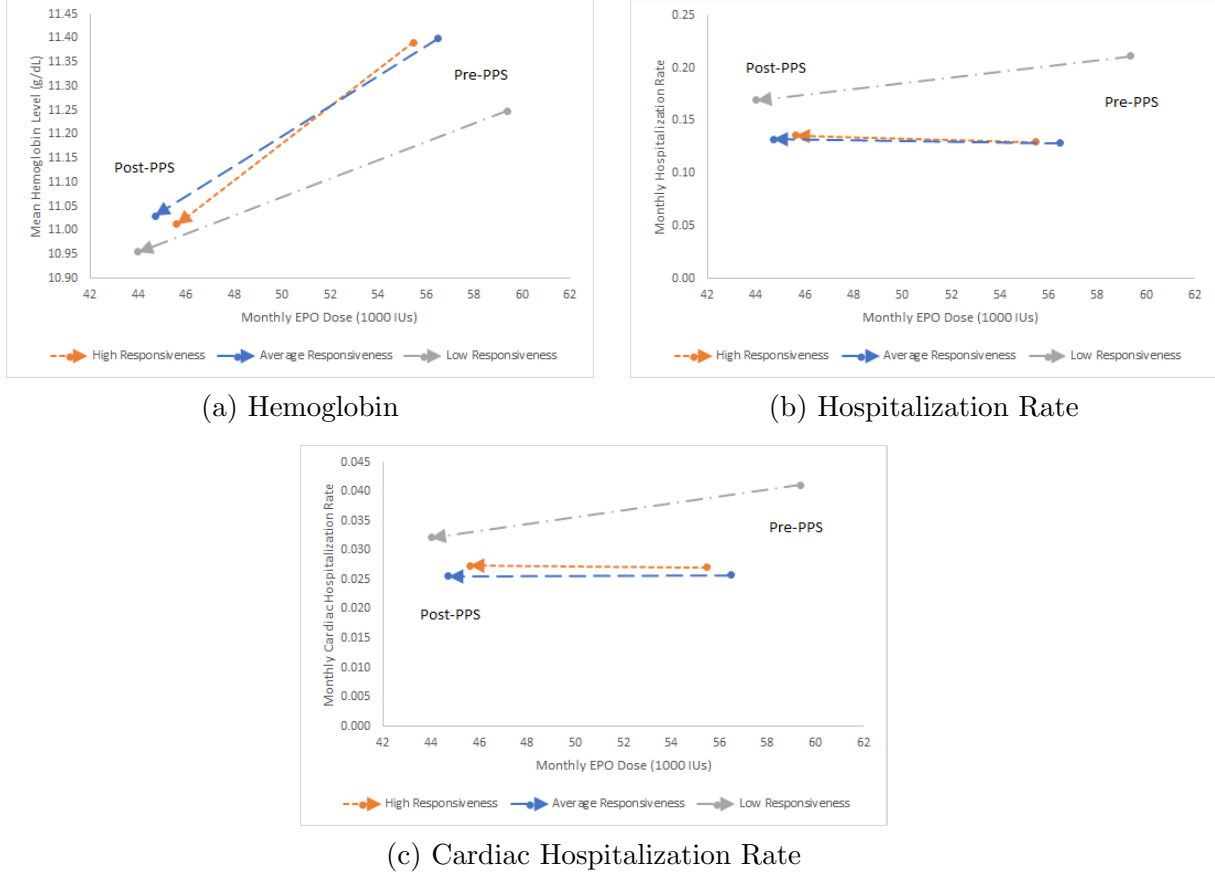 Mean Hemoglobin Level (g/dL)
11.45
11.40
11.35
11.30
11.25
11.20
11.15
11.10
11.05
11.00
10.95
10.90
Pre-PPS
Post-PPS
42 44 46 48 50 52 54 56 58 60 62
Monthly EPO Dose (1000 IUs)
High Responsiveness Average Responsiveness Low Responsiveness
(a) Hemoglobin
Monthly Hospitalization Rate
0.25
0.20
0.15
0.10
0.05
0.00
Post-PPS
Pre-PPS
42 44 46 48 50 52 54 56 58 60 62
Monthly EPO Dose (1000 IUs)
High Responsiveness Average Responsiveness Low Responsiveness
(b) Hospitalization Rate
Monthly Cardiac Hospitalization Rate
0.045
0.040
0.035
0.030
0.025
0.020
0.015
0.010
0.005
0.000
Pre-PPS
Post-PPS
42 44 46 48 50 52 54 56 58 60 62
Monthly EPO Dose (1000 IUs)
High Responsiveness Average Responsiveness Low Responsiveness
(c) Cardiac Hospitalization Rate